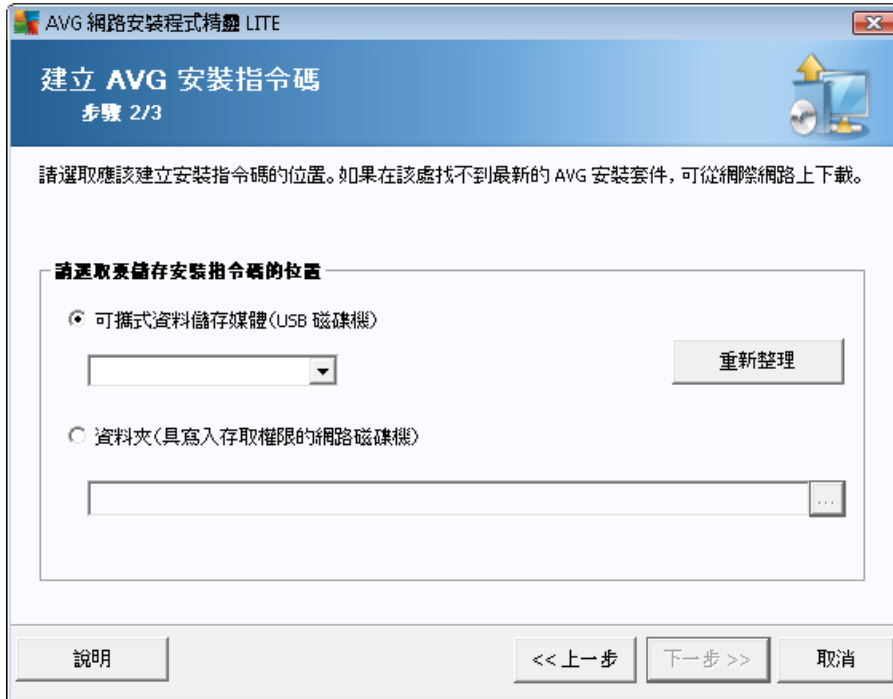 AVG 網路安裝程式精靈 LITE
建立 AVG 安裝指令碼
步驟 2/3
請選取應該建立安裝指令碼的位置。如果在該處找不到最新的 AVG 安裝套件, 可從網際網路上下載。
請選取要儲存安裝指令碼的位置
可攜式資料儲存媒體(USB 磁碟機)
重新整理
資料夾(具寫入存取權限的網路磁碟機)
...
說明
<< 上一步
下一步 >>
取消